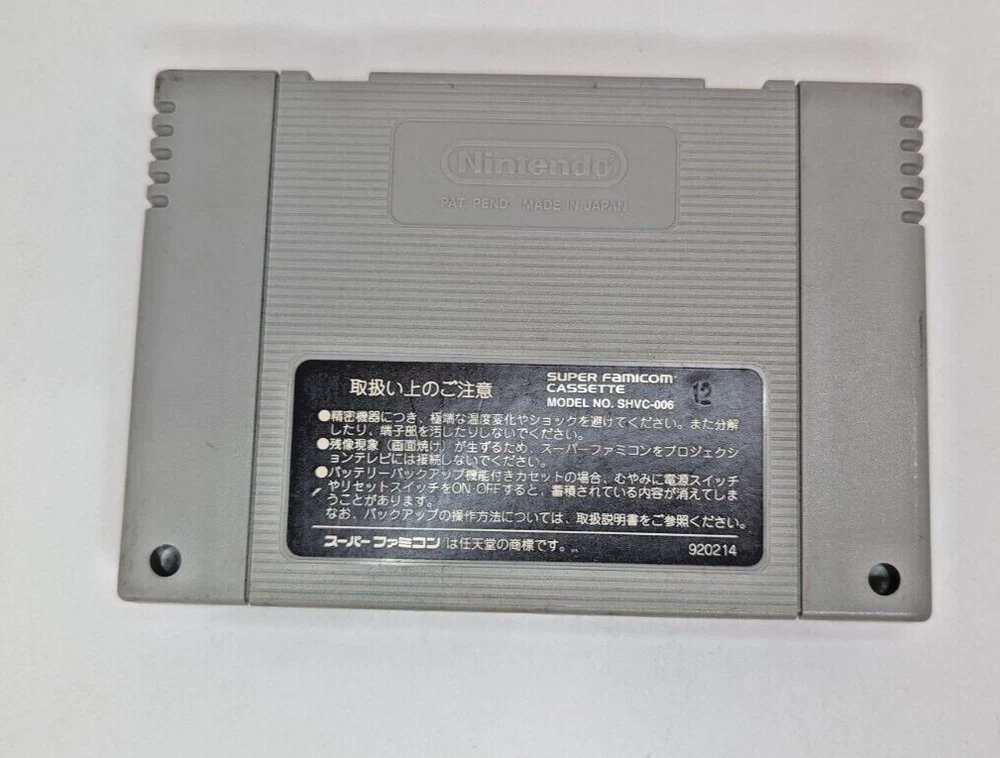 Nintendo
PAT. PEND. MADE IN JAPAN
取扱い上のご注意
SUPER FAMICOM
CASSETTE
MODEL NO. SHVC-006
12
●精密機器につき、極端な温度変化やショックを避けてください。また分解
したり、端子部を汚したりしないでください。
●残像現象(画面焼け)が生ずるため、スーパーファミコンをプロジェクシ
ョンテレビには接続しないでください。
●バッテリーバックアップ機能付きカセットの場合、むやみに電源スイッチ
やリセットスイッチをON・OFFすると、蓄積されている内容が消えてしま
うことがあります。
なお、バックアップの操作方法については、取扱説明書をご参照ください。
スーパーファミコンは任天堂の商標です。
920214